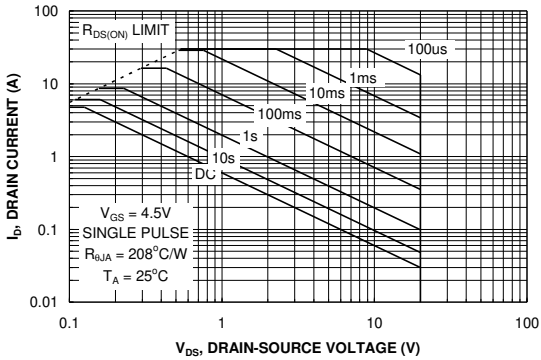 100
R_DS(ON) LIMIT
100us
10
1ms
10ms
100ms
1
1s
10s
DC
V_GS = 4.5V
SINGLE PULSE
R_θJA = 208°C/W
T_A = 25°C
0.1
0.01
0.1 1 10 100
I_D, DRAIN CURRENT (A)
V_DS, DRAIN-SOURCE VOLTAGE (V)